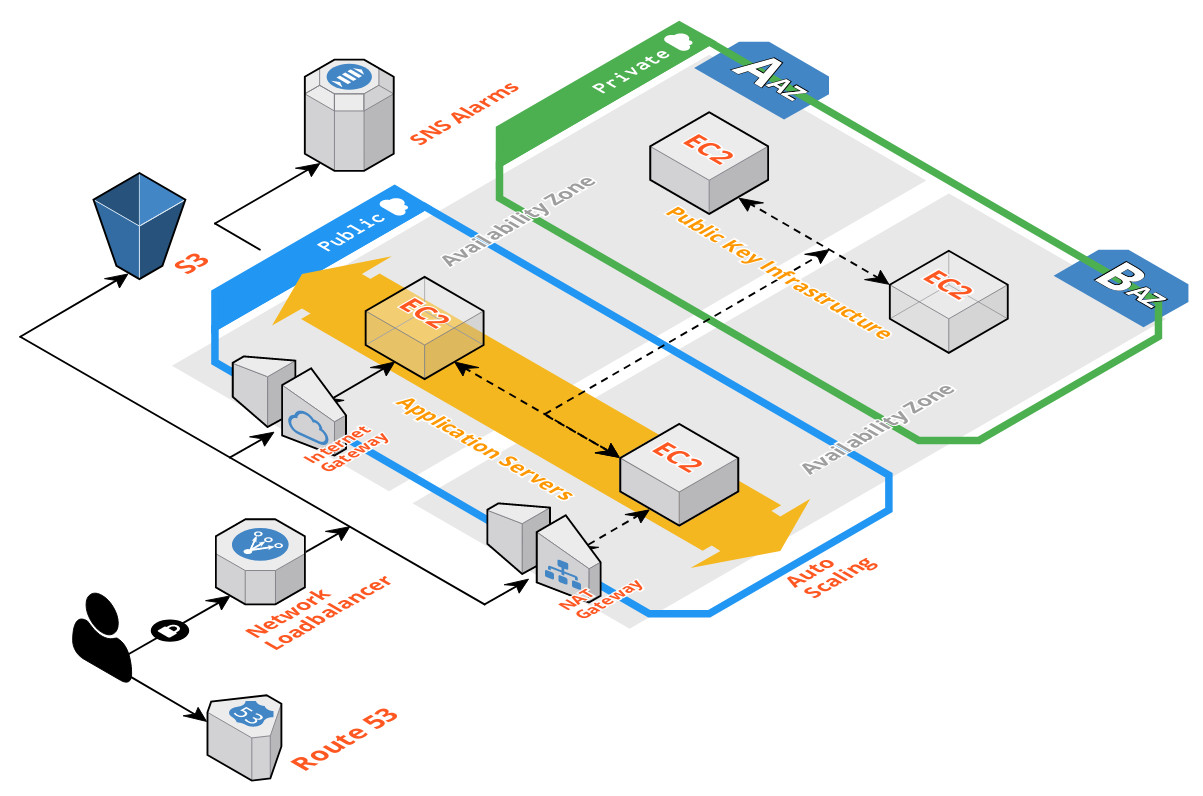 Private
A AZ
EC2
SNS Alarms
Availability Zone
Public Key Infrastructure
Public
S3
EC2
B AZ
EC2
Application Servers
Availability Zone
Internet
Gateway
EC2
NAT
Gateway
Auto
Scaling
Network
Loadbalancer
53
Route 53